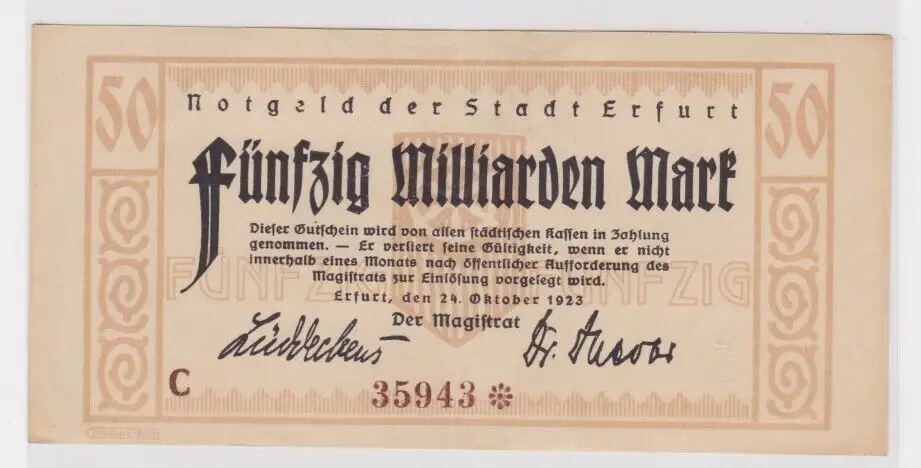 50 50
Notgeld der Stadt Erfurt
Fünfzig Milliarden Mark
Dieser Gutschein wird von allen städtischen Kassen in Zahlung
genommen. — Er verliert seine Gültigkeit, wenn er nicht
innerhalb eines Monats nach öffentlicher Aufforderung des
Magistrats zur Einlösung vorgelegt wird.
FÜNFZIG FÜNFZIG
Erfurt, den 24. Oktober 1923
Der Magistrat
Lüddeckens Dr.
C 35943